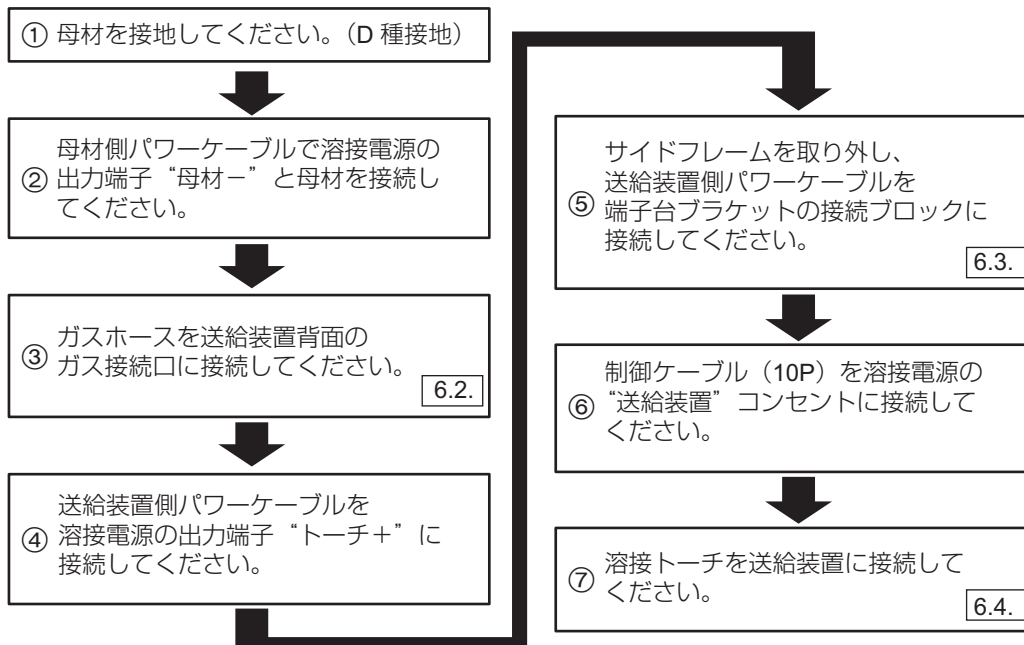 ① 母材を接地してください。（D 種接地）
母材側パワーケーブルで溶接電源の
② 出力端子“母材－”と母材を接続し
てください。
③ ガスホースを送給装置背面の
ガス接続口に接続してください。
6.2.
送給装置側パワーケーブルを
④ 溶接電源の出力端子“トーチ＋”に
接続してください。
サイドフレームを取り外し、
送給装置側パワーケーブルを
⑤ 端子台ブラケットの接続ブロックに
接続してください。
6.3.
制御ケーブル（10P）を溶接電源の
⑥ “送給装置”コンセントに接続して
ください。
⑦ 溶接トーチを送給装置に接続して
ください。
6.4.